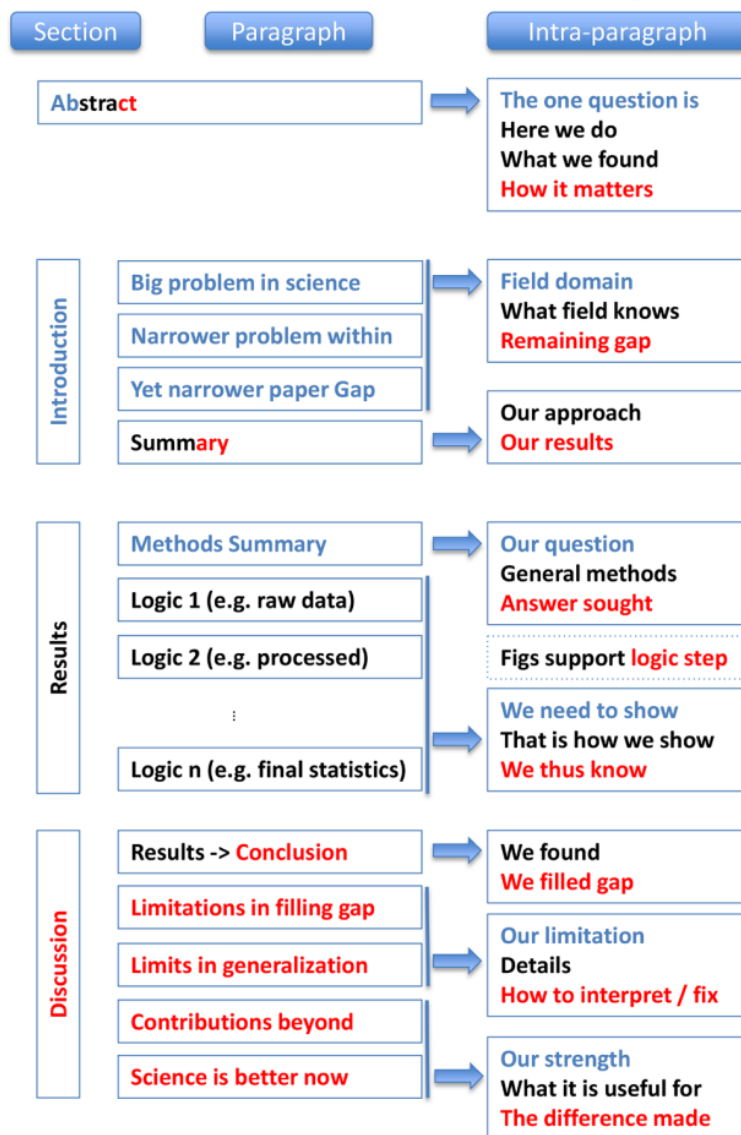 Section
Paragraph
Intra-paragraph
Abstract
The one question is
Here we do
What we found
How it matters
Introduction
Big problem in science
Narrower problem within
Yet narrower paper Gap
Summary
Field domain
What field knows
Remaining gap
Our approach
Our results
Results
Methods Summary
Logic 1 (e.g. raw data)
Logic 2 (e.g. processed)
...
Logic n (e.g. final statistics)
Our question
General methods
Answer sought
Figs support logic step
We need to show
That is how we show
We thus know
Discussion
Results -> Conclusion
Limitations in filling gap
Limits in generalization
Contributions beyond
Science is better now
We found
We filled gap
Our limitation
Details
How to interpret / fix
Our strength
What it is useful for
The difference made